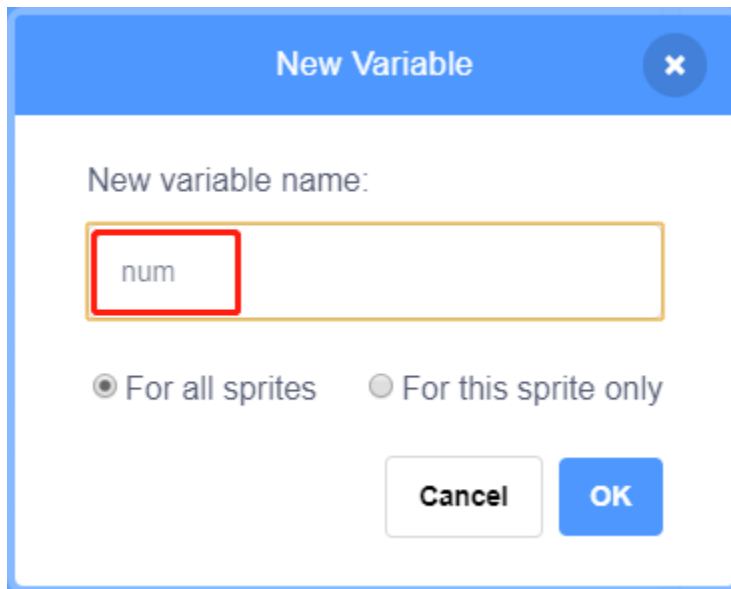 New Variable
New variable name:
num
For all sprites For this sprite only
Cancel OK